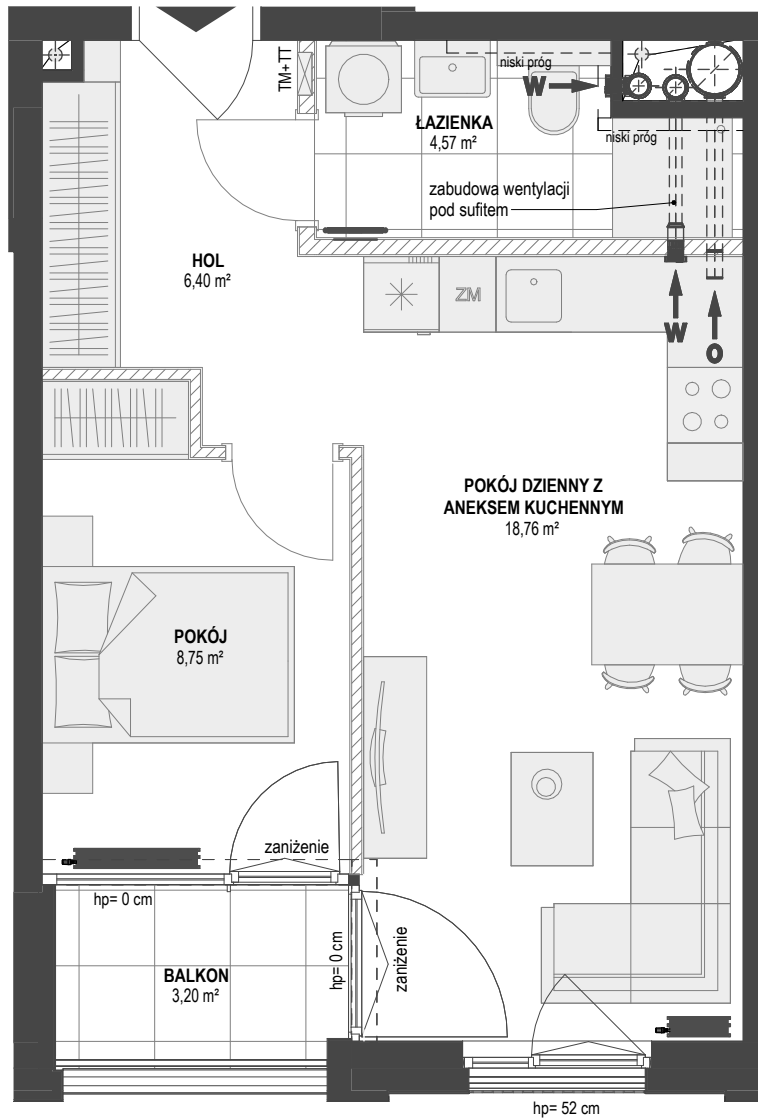 TM+TT
niski próg
W
ŁAZIENKA
4,57 m²
niski próg
zabudowa wentylacji
pod sufitem
HOL
6,40 m²
ZM
W
O
POKÓJ DZIENNY Z
ANEKSEM KUCHENNYM
18,76 m²
POKÓJ
8,75 m²
zaniżenie
hp= 0 cm
hp= 0 cm
zaniżenie
BALKON
3,20 m²
hp= 52 cm